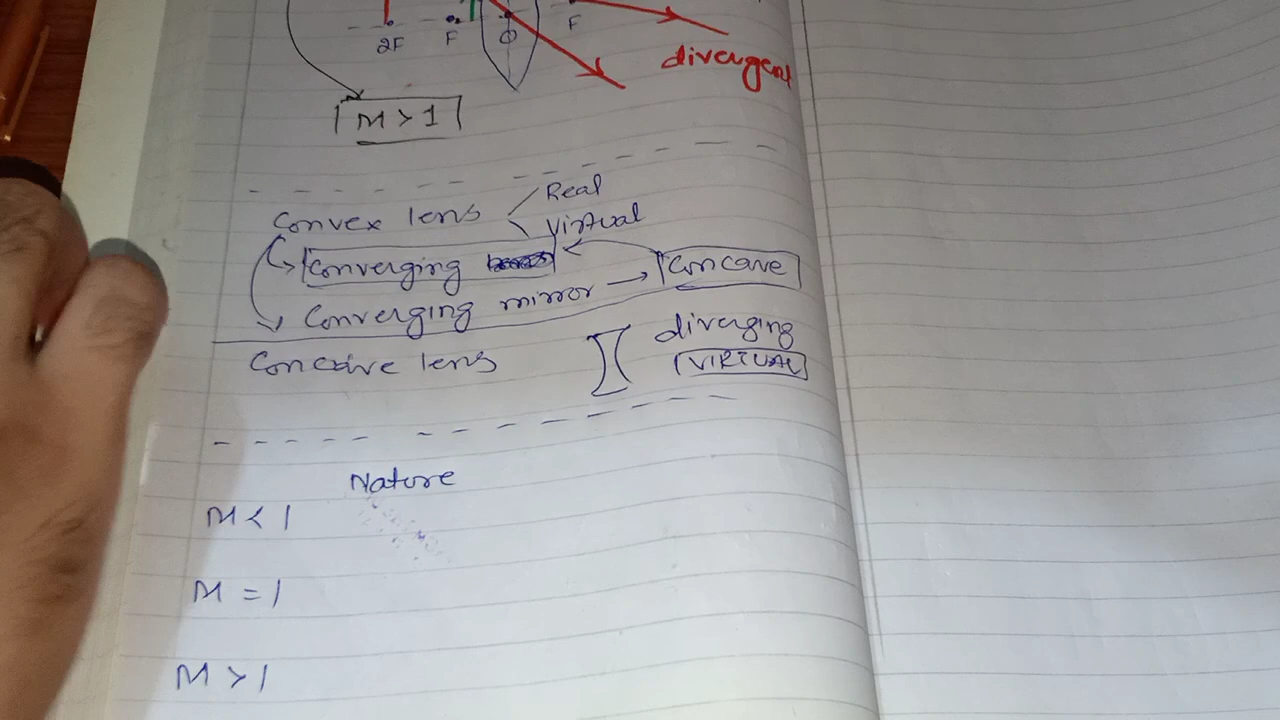 2F F F
divergent
M > 1
Convex lens Real
Virtual
Converging
Converging mirror → Concave
Concave lens diverging
VIRTUAL
Nature
M < 1
M = 1
M > 1